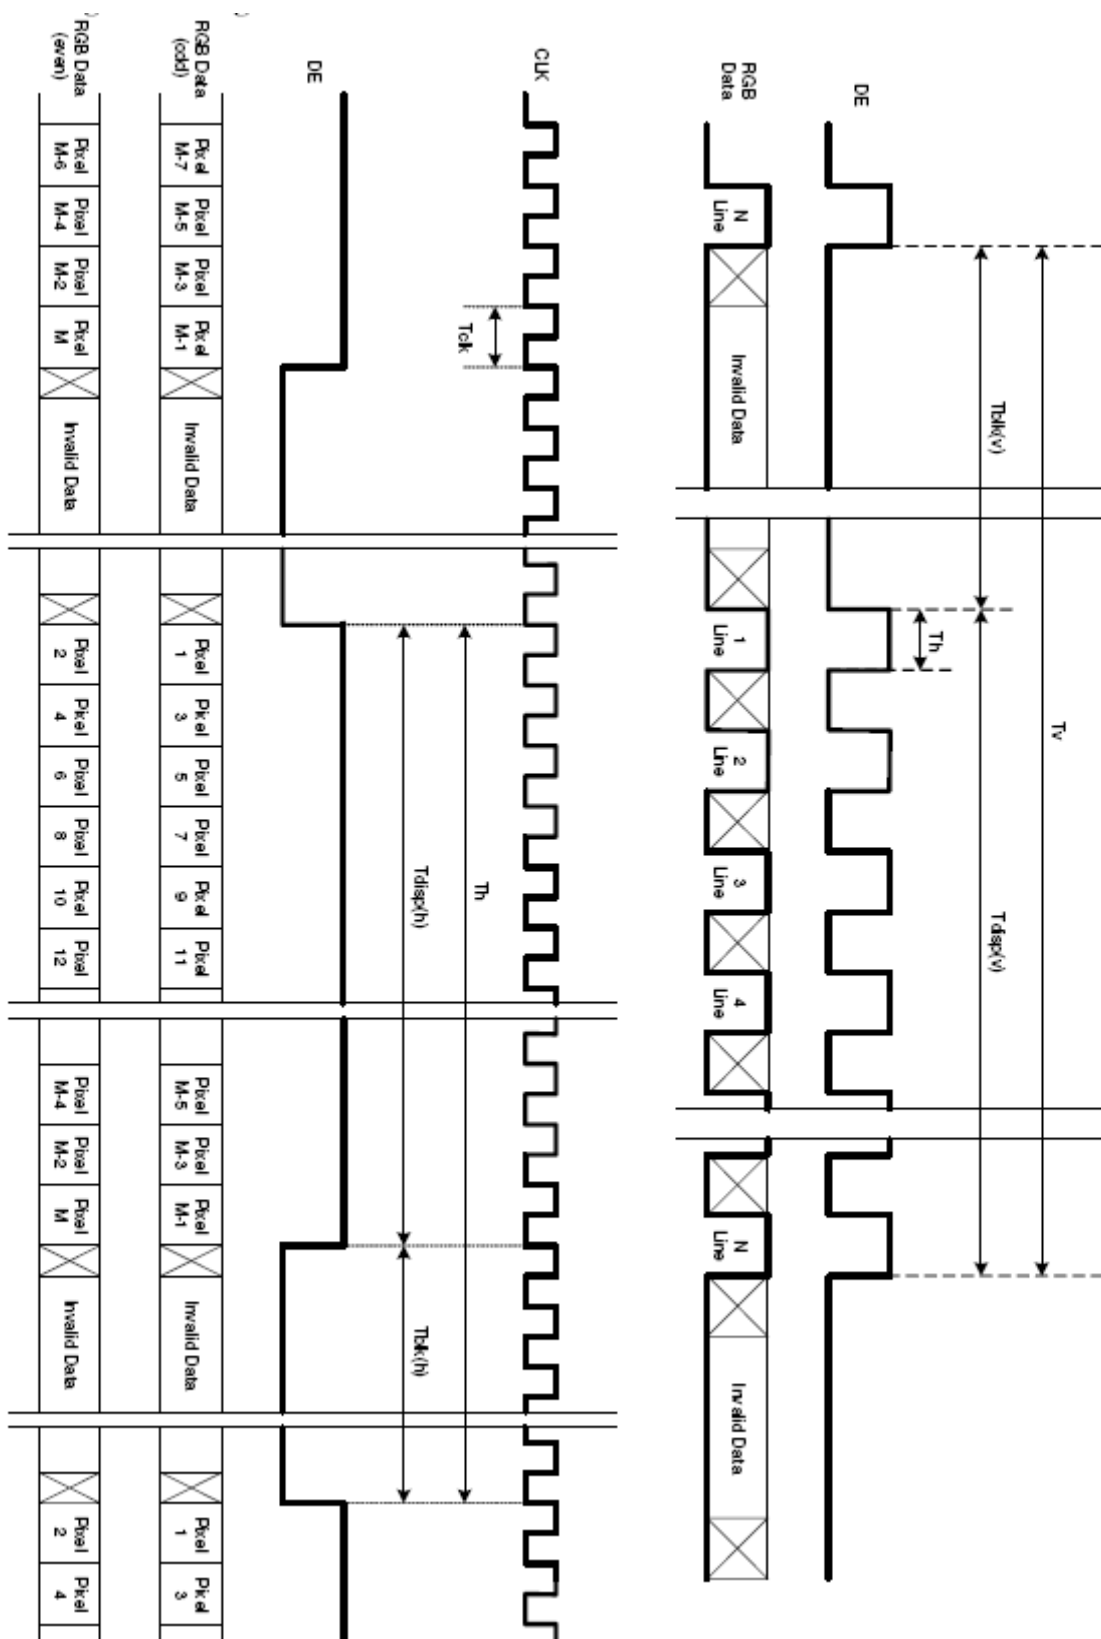 Tv
Tblk(v) Tdisp(v)
Th
DE
RGB
Data
N 1 2 3 4 N
Line Invalid Data Line Line Line Line Line Invalid Data
CLK
Tclk Th
Tdisp(h) Tblk(h)
DE
RGB Data
(odd)
Pixel Pixel Pixel Pixel Pixel Pixel Pixel Pixel Pixel Pixel Pixel Pixel Pixel Pixel Pixel
M-7 M-5 M-3 M-1 Invalid Data 1 3 5 7 9 11 M-5 M-3 M-1 Invalid Data 1 3
RGB Data
(even)
Pixel Pixel Pixel Pixel Pixel Pixel Pixel Pixel Pixel Pixel Pixel Pixel Pixel Pixel Pixel
M-6 M-4 M-2 M Invalid Data 2 4 6 8 10 12 M-4 M-2 M Invalid Data 2 4